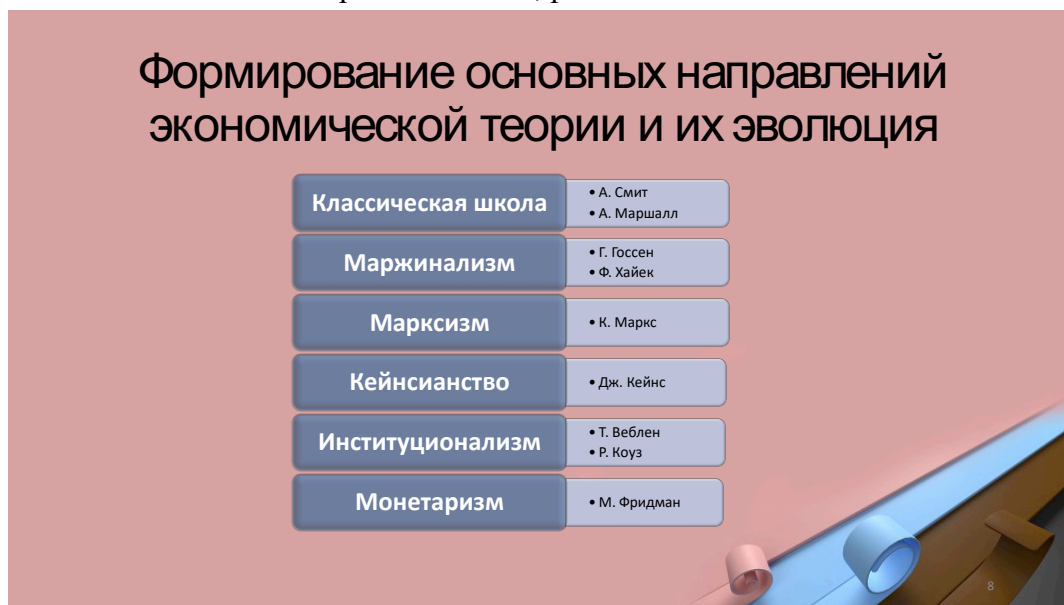 Формирование основных направлений
экономической теории и их эволюция
Классическая школа
• А. Смит
• А. Маршалл
Маржинализм
• Г. Госсен
• Ф. Хайек
Марксизм
• К. Маркс
Кейнсианство
• Дж. Кейнс
Институционализм
• Т. Веблен
• Р. Коуз
Монетаризм
• М. Фридман
8